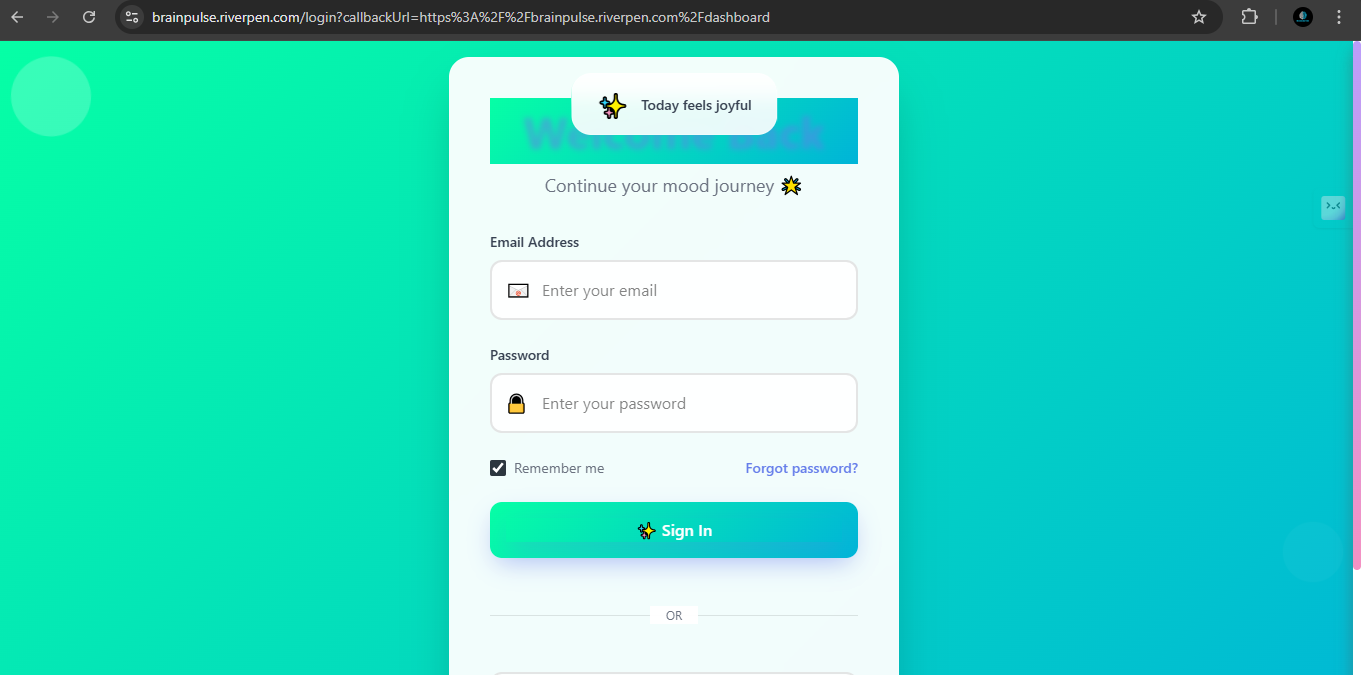 brainpulse.riverpen.com/login?callbackUrl=https%3A%2F%2Fbrainpulse.riverpen.com%2Fdashboard
Today feels joyful
Welcome Back
Continue your mood journey
Email Address
Enter your email
Password
Enter your password
Remember me Forgot password?
Sign In
OR